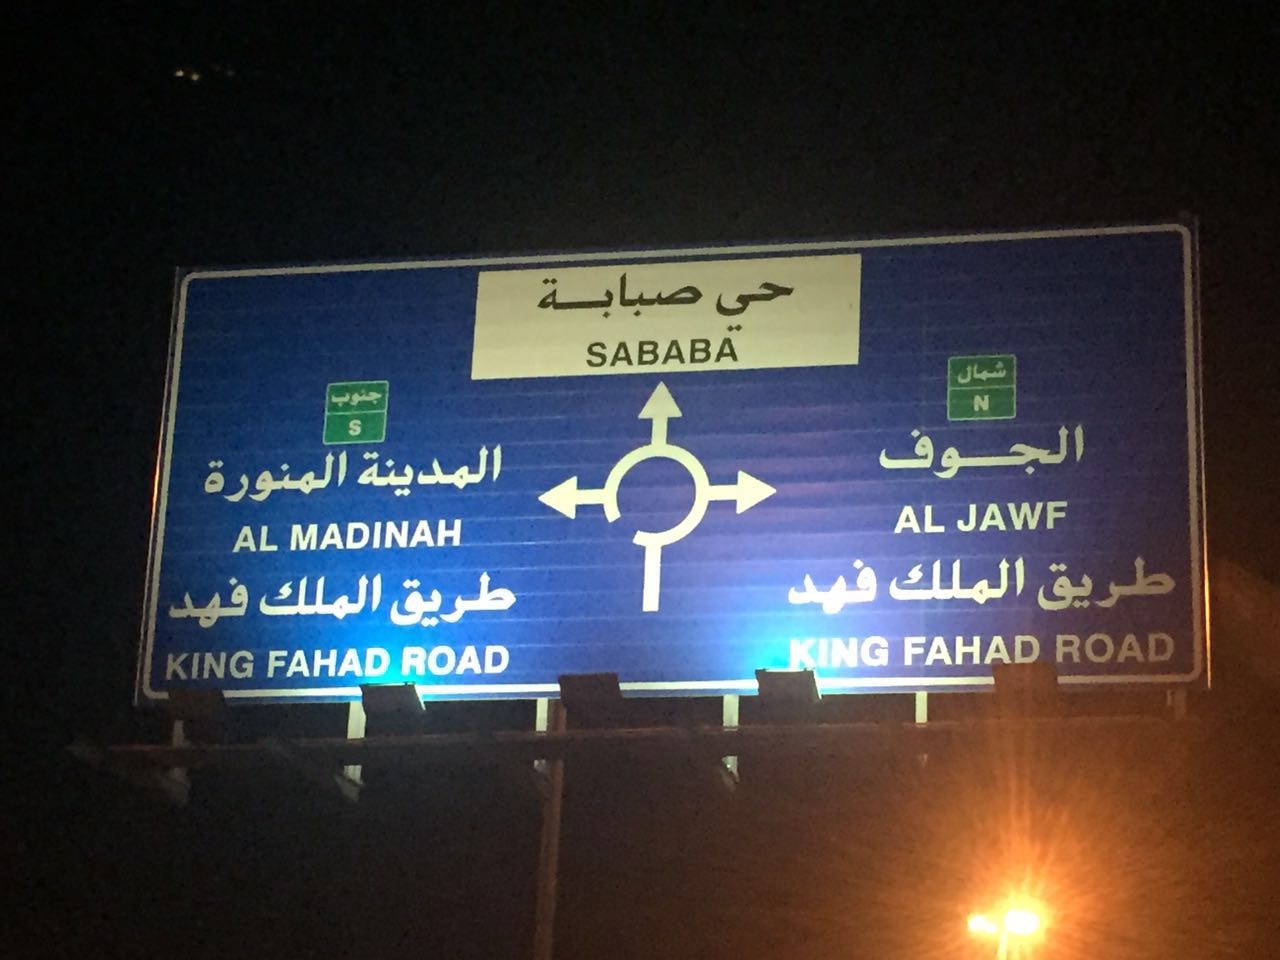 حي صبابة
SABABA
جنوب
S
المدينة المنورة
AL MADINAH
طريق الملك فهد
KING FAHAD ROAD
شمال
N
الجوف
AL JAWF
طريق الملك فهد
KING FAHAD ROAD